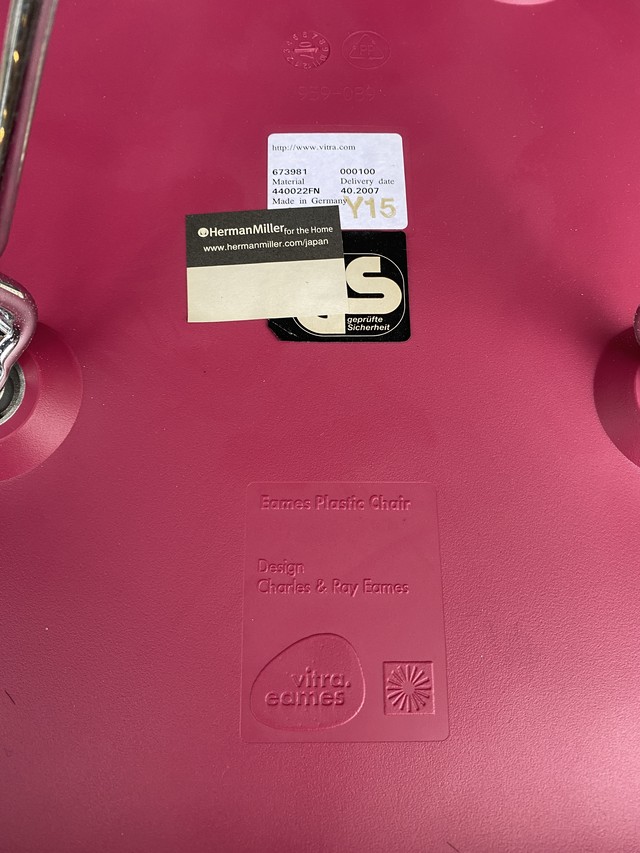 >PP<
http://www.vitra.com
673981 000100
Material Delivery date
440022FN 40.2007
Made in Germany
Y15
HermanMiller for the Home
www.hermanmiller.com/japan
geprüfte
Sicherheit
Eames Plastic Chair
Design
Charles & Ray Eames
vitra.
eames